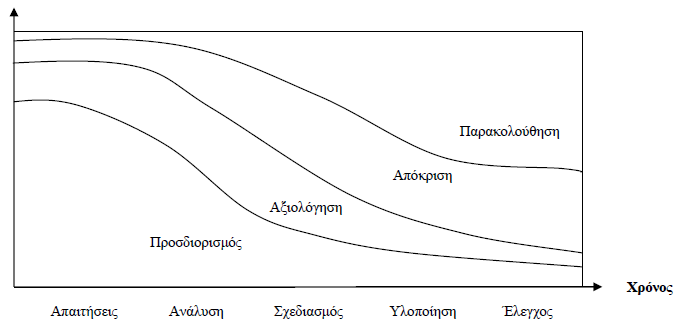 Παρακολούθηση
Απόκριση
Αξιολόγηση
Προσδιορισμός
Χρόνος
Απαιτήσεις Ανάλυση Σχεδιασμός Υλοποίηση Έλεγχος